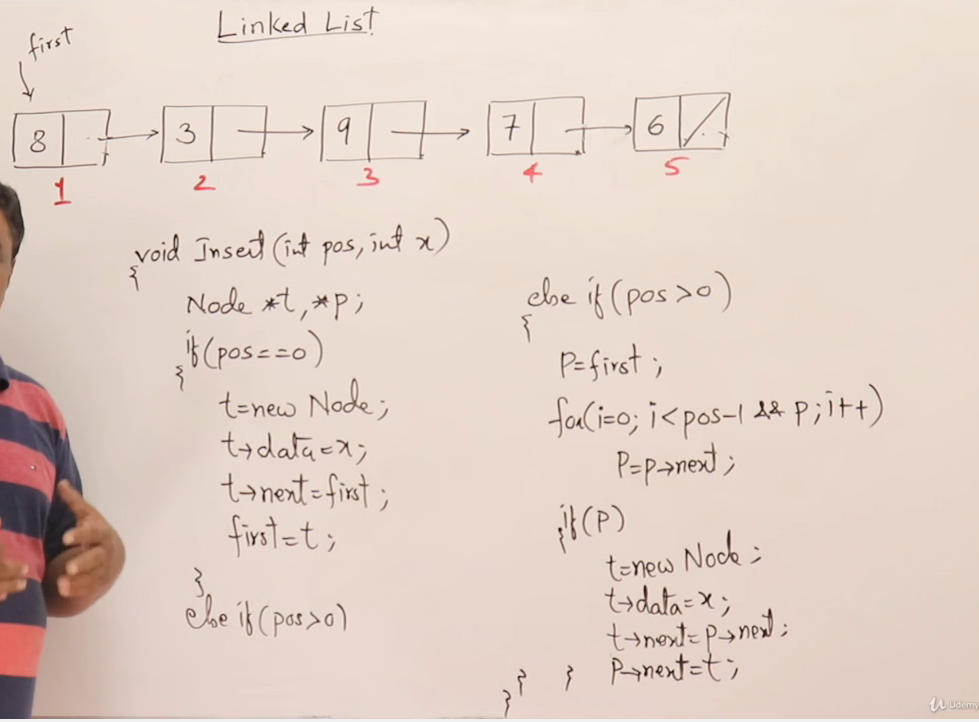 Linked List
first
8 3 9 7 6
1 2 3 4 5
void Insert(int pos, int x)
{
Node *t, *p;
if(pos==0)
{
t=new Node;
t→data=x;
t→next=first;
first=t;
}
else if(pos>0)
else if(pos>0)
{
P=first;
for(i=0; i<pos-1 && P; i++)
P=P→next;
if(P)
{
t=new Node;
t→data=x;
t→next=P→next;
P→next=t;
}
}
}
Udemy